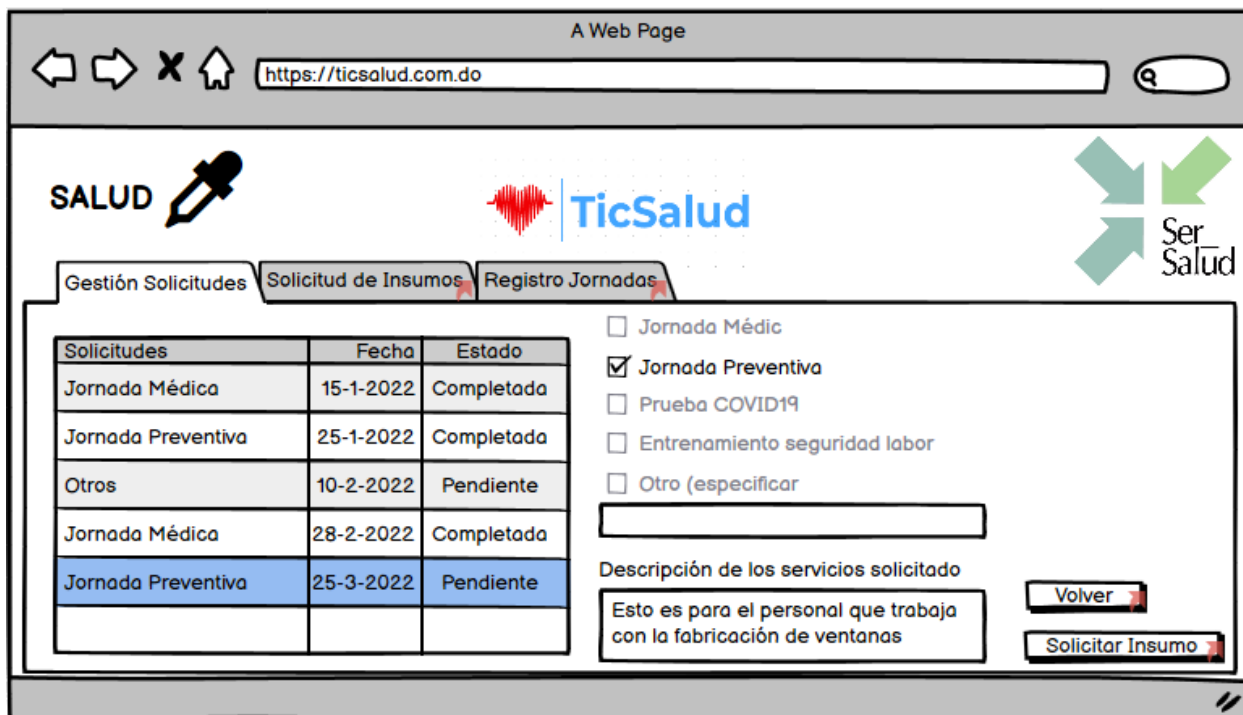 A Web Page
https://ticsalud.com.do
SALUD
TicSalud
Ser_
Salud
Gestión Solicitudes
Solicitud de Insumos
Registro Jornadas
Solicitudes Fecha Estado
Jornada Médica 15-1-2022 Completada
Jornada Preventiva 25-1-2022 Completada
Otros 10-2-2022 Pendiente
Jornada Médica 28-2-2022 Completada
Jornada Preventiva 25-3-2022 Pendiente
Jornada Médic
Jornada Preventiva
Prueba COVID19
Entrenamiento seguridad labor
Otro (especificar
Descripción de los servicios solicitado
Esto es para el personal que trabaja
con la fabricación de ventanas
Volver
Solicitar Insumo